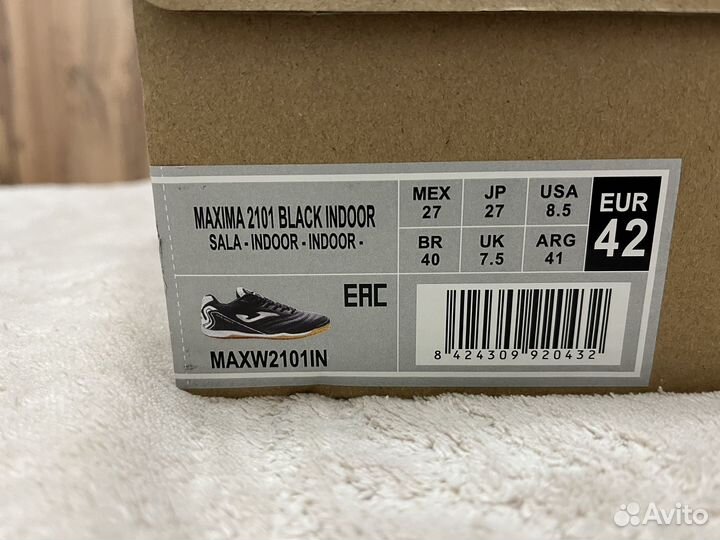 MAXIMA 2101 BLACK INDOOR
SALA - INDOOR - INDOOR -
MEX 27
JP 27
USA 8.5
BR 40
UK 7.5
ARG 41
EUR 42
EAC
MAXW2101IN
8 424309 920432
Avito